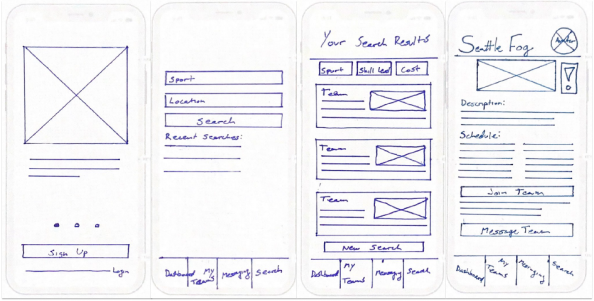 Sign Up
Login
Sport
Location
Search
Recent Searches:
Dashboard
My Teams
Messaging
Search
Your Search Results
Sport
Skill Level
Cost
Team
Team
Team
New Search
Dashboard
My Teams
Messaging
Search
Seattle Fog
Description:
Schedule:
Join Team
Message Team
Dashboard
My Teams
Messaging
Search